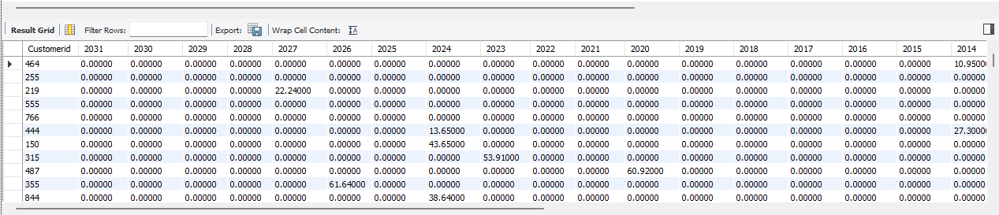 Result Grid Filter Rows: Export: Wrap Cell Content: IA
Customerid 2031 2030 2029 2028 2027 2026 2025 2024 2023 2022 2021 2020 2019 2018 2017 2016 2015 2014
464 0.00000 0.00000 0.00000 0.00000 0.00000 0.00000 0.00000 0.00000 0.00000 0.00000 0.00000 0.00000 0.00000 0.00000 0.00000 0.00000 0.00000 10.9500
255 0.00000 0.00000 0.00000 0.00000 0.00000 0.00000 0.00000 0.00000 0.00000 0.00000 0.00000 0.00000 0.00000 0.00000 0.00000 0.00000 0.00000 0.00000
219 0.00000 0.00000 0.00000 0.00000 22.24000 0.00000 0.00000 0.00000 0.00000 0.00000 0.00000 0.00000 0.00000 0.00000 0.00000 0.00000 0.00000 0.00000
555 0.00000 0.00000 0.00000 0.00000 0.00000 0.00000 0.00000 0.00000 0.00000 0.00000 0.00000 0.00000 0.00000 0.00000 0.00000 0.00000 0.00000 0.00000
766 0.00000 0.00000 0.00000 0.00000 0.00000 0.00000 0.00000 0.00000 0.00000 0.00000 0.00000 0.00000 0.00000 0.00000 0.00000 0.00000 0.00000 0.00000
444 0.00000 0.00000 0.00000 0.00000 0.00000 0.00000 0.00000 13.65000 0.00000 0.00000 0.00000 0.00000 0.00000 0.00000 0.00000 0.00000 0.00000 27.3000
150 0.00000 0.00000 0.00000 0.00000 0.00000 0.00000 0.00000 43.65000 0.00000 0.00000 0.00000 0.00000 0.00000 0.00000 0.00000 0.00000 0.00000 0.00000
315 0.00000 0.00000 0.00000 0.00000 0.00000 0.00000 0.00000 0.00000 53.91000 0.00000 0.00000 0.00000 0.00000 0.00000 0.00000 0.00000 0.00000 0.00000
487 0.00000 0.00000 0.00000 0.00000 0.00000 0.00000 0.00000 0.00000 0.00000 0.00000 0.00000 60.92000 0.00000 0.00000 0.00000 0.00000 0.00000 0.00000
355 0.00000 0.00000 0.00000 0.00000 0.00000 61.64000 0.00000 0.00000 0.00000 0.00000 0.00000 0.00000 0.00000 0.00000 0.00000 0.00000 0.00000 0.00000
844 0.00000 0.00000 0.00000 0.00000 0.00000 0.00000 0.00000 38.64000 0.00000 0.00000 0.00000 0.00000 0.00000 0.00000 0.00000 0.00000 0.00000 0.00000